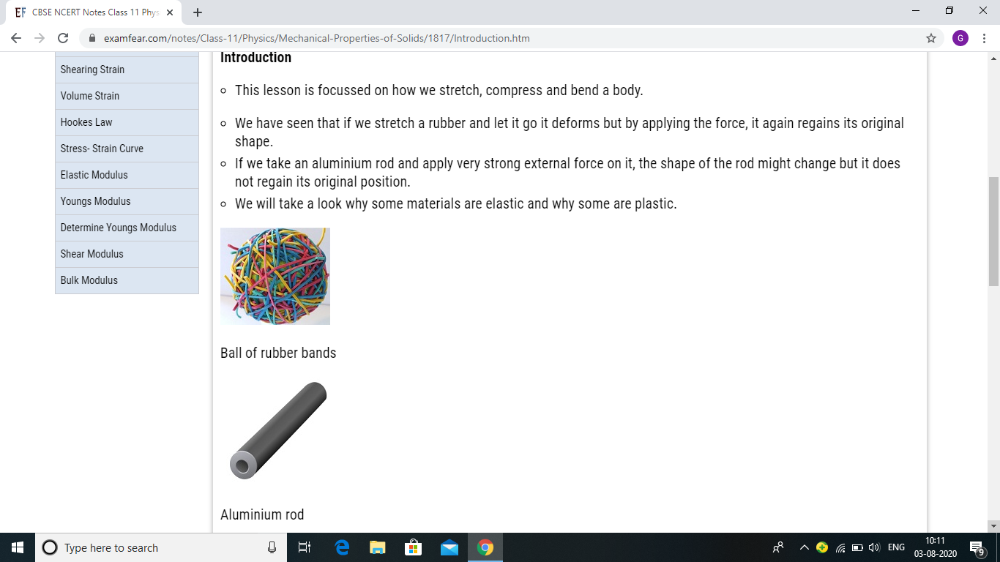 CBSE NCERT Notes Class 11 Phys
examfear.com/notes/Class-11/Physics/Mechanical-Properties-of-Solids/1817/Introduction.htm
G
Shearing Strain
Volume Strain
Hookes Law
Stress- Strain Curve
Elastic Modulus
Youngs Modulus
Determine Youngs Modulus
Shear Modulus
Bulk Modulus
Introduction
This lesson is focussed on how we stretch, compress and bend a body.
We have seen that if we stretch a rubber and let it go it deforms but by applying the force, it again regains its original
shape.
If we take an aluminium rod and apply very strong external force on it, the shape of the rod might change but it does
not regain its original position.
We will take a look why some materials are elastic and why some are plastic.
Ball of rubber bands
Aluminium rod
Type here to search
ENG
10:11
03-08-2020
9